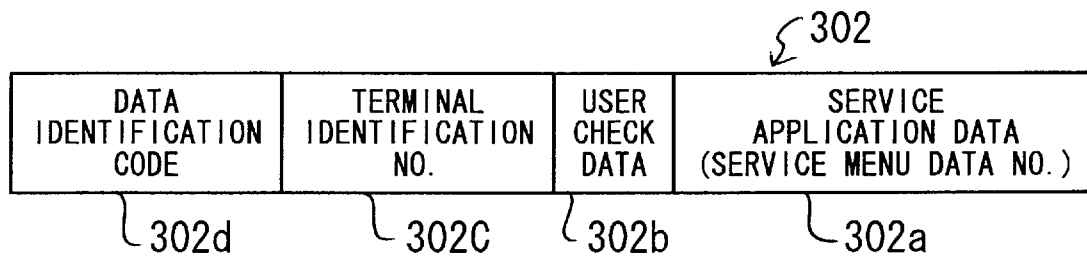 302
DATA
IDENTIFICATION
CODE
TERMINAL
IDENTIFICATION
NO.
USER
CHECK
DATA
SERVICE
APPLICATION DATA
(SERVICE MENU DATA NO.)
302d
302C
302b
302a